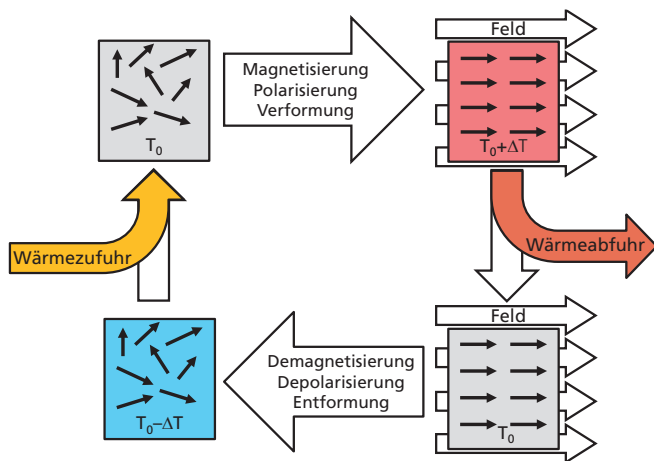 Feld
Magnetisierung
Polarisierung
Verformung
T₀
T₀+ΔT
Wärmezufuhr
Wärmeabfuhr
Feld
Demagnetisierung
Depolarisierung
Entformung
T₀–ΔT
T₀